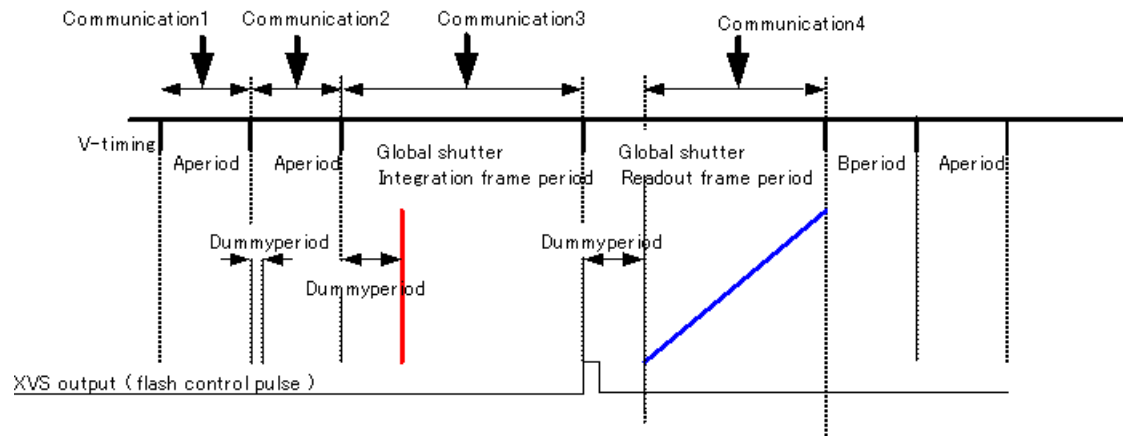 Communication1
Communication2
Communication3
Communication4
V-timing
Aperiod
Aperiod
Global shutter
Integration frame period
Global shutter
Readout frame period
Bperiod
Aperiod
Dummyperiod
Dummyperiod
Dummyperiod
XVS output ( flash control pulse )